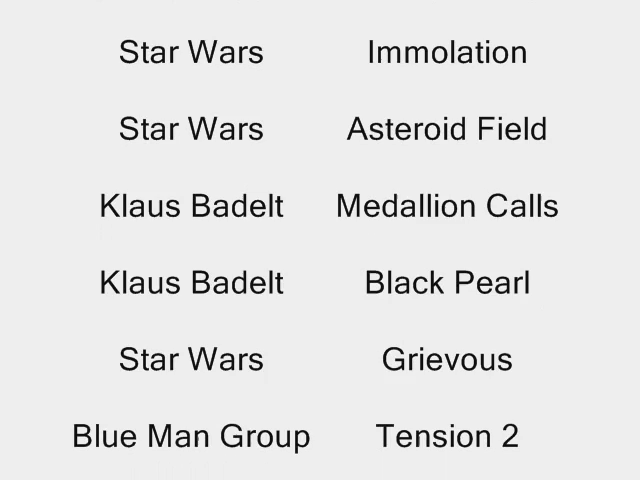 Star Wars Immolation
Star Wars Asteroid Field
Klaus Badelt Medallion Calls
Klaus Badelt Black Pearl
Star Wars Grievous
Blue Man Group Tension 2